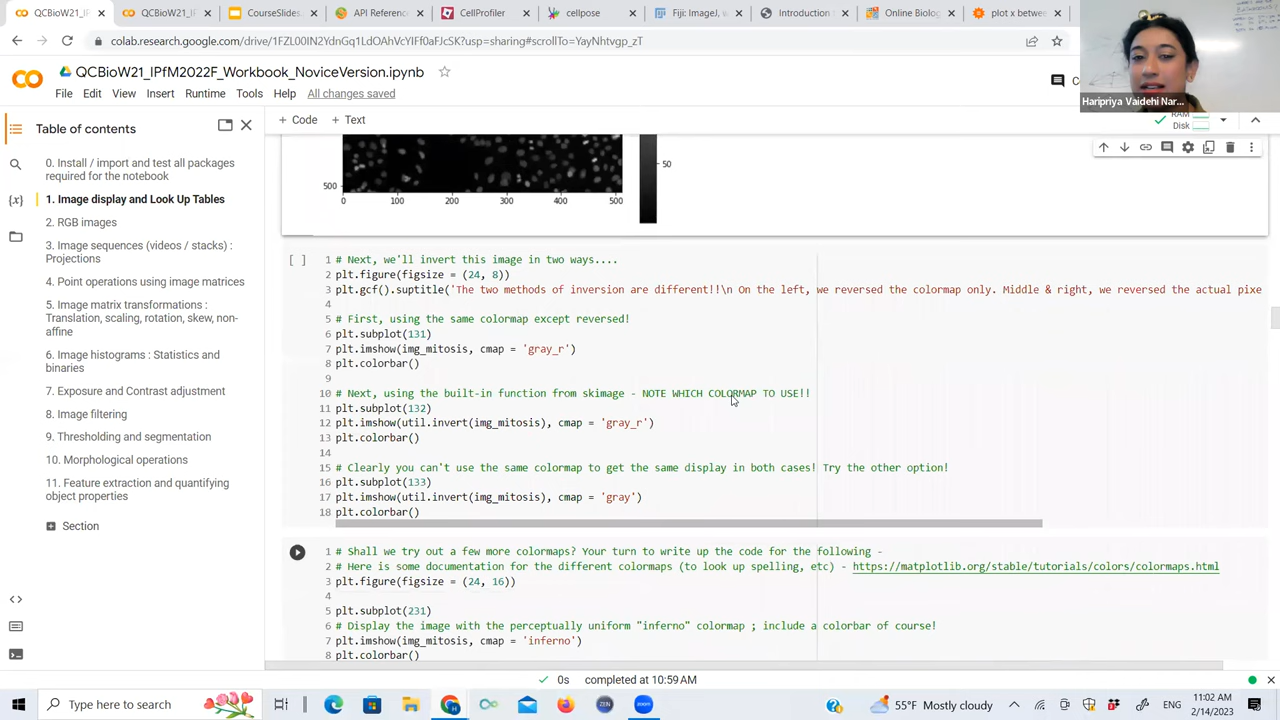 QCBioW21_IP
QCBioW21_IPf
CourseSlides
API Referenc
CellProfiler
cellpose
Fiji: ImageJ, w
Introduction
Online Biolog
plot x betwee
colab.research.google.com/drive/
QCBioW21_IPfM2022F_Workbook_NoviceVersion.ipynb
File Edit View Insert Runtime Tools Help All changes saved
Haripriya Vaidehi Nar...
RAM
Disk
+ Code + Text
Table of contents
0. Install / import and test all packages
required for the notebook
1. Image display and Look Up Tables
2. RGB images
3. Image sequences (videos / stacks) :
Projections
4. Point operations using image matrices
5. Image matrix transformations :
Translation, scaling, rotation, skew, non-
affine
6. Image histograms : Statistics and
binaries
7. Exposure and Contrast adjustment
8. Image filtering
9. Thresholding and segmentation
10. Morphological operations
11. Feature extraction and quantifying
object properties
Section
50
500
0 100 200 300 400 500
[ ] 1 # Next, we'll invert this image in two ways....
2 plt.figure(figsize = (24, 8))
3 plt.gcf().suptitle('The two methods of inversion are different!!\n On the left, we reversed the colormap only. Middle & right, we reversed the actual pixe
4
5 # First, using the same colormap except reversed!
6 plt.subplot(131)
7 plt.imshow(img_mitosis, cmap = 'gray_r')
8 plt.colorbar()
9
10 # Next, using the built-in function from skimage - NOTE WHICH COLORMAP TO USE!!
11 plt.subplot(132)
12 plt.imshow(util.invert(img_mitosis), cmap = 'gray_r')
13 plt.colorbar()
14
15 # Clearly you can't use the same colormap to get the same display in both cases! Try the other option!
16 plt.subplot(133)
17 plt.imshow(util.invert(img_mitosis), cmap = 'gray')
18 plt.colorbar()
1 # Shall we try out a few more colormaps? Your turn to write up the code for the following -
2 # Here is some documentation for the different colormaps (to look up spelling, etc) - https://matplotlib.org/stable/tutorials/colors/colormaps.html
3 plt.figure(figsize = (24, 16))
4
5 plt.subplot(231)
6 # Display the image with the perceptually uniform "inferno" colormap ; include a colorbar of course!
7 plt.imshow(img_mitosis, cmap = 'inferno')
8 plt.colorbar()
0s completed at 10:59 AM
Type here to search
55°F Mostly cloudy
ENG
11:02 AM
2/14/2023